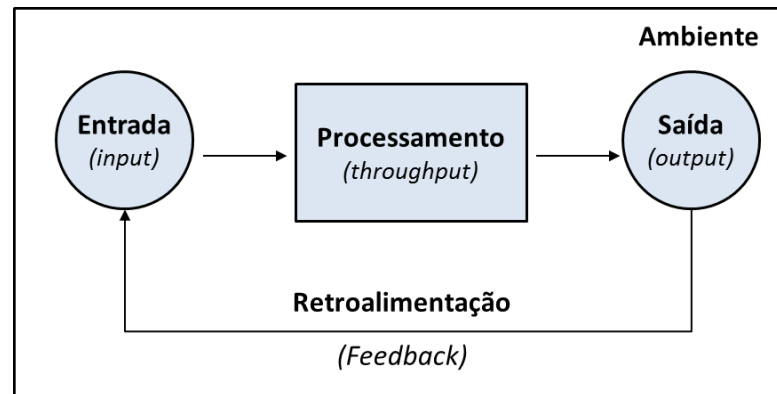 Ambiente
Entrada
(input)
Processamento
(throughput)
Saída
(output)
Retroalimentação
(Feedback)